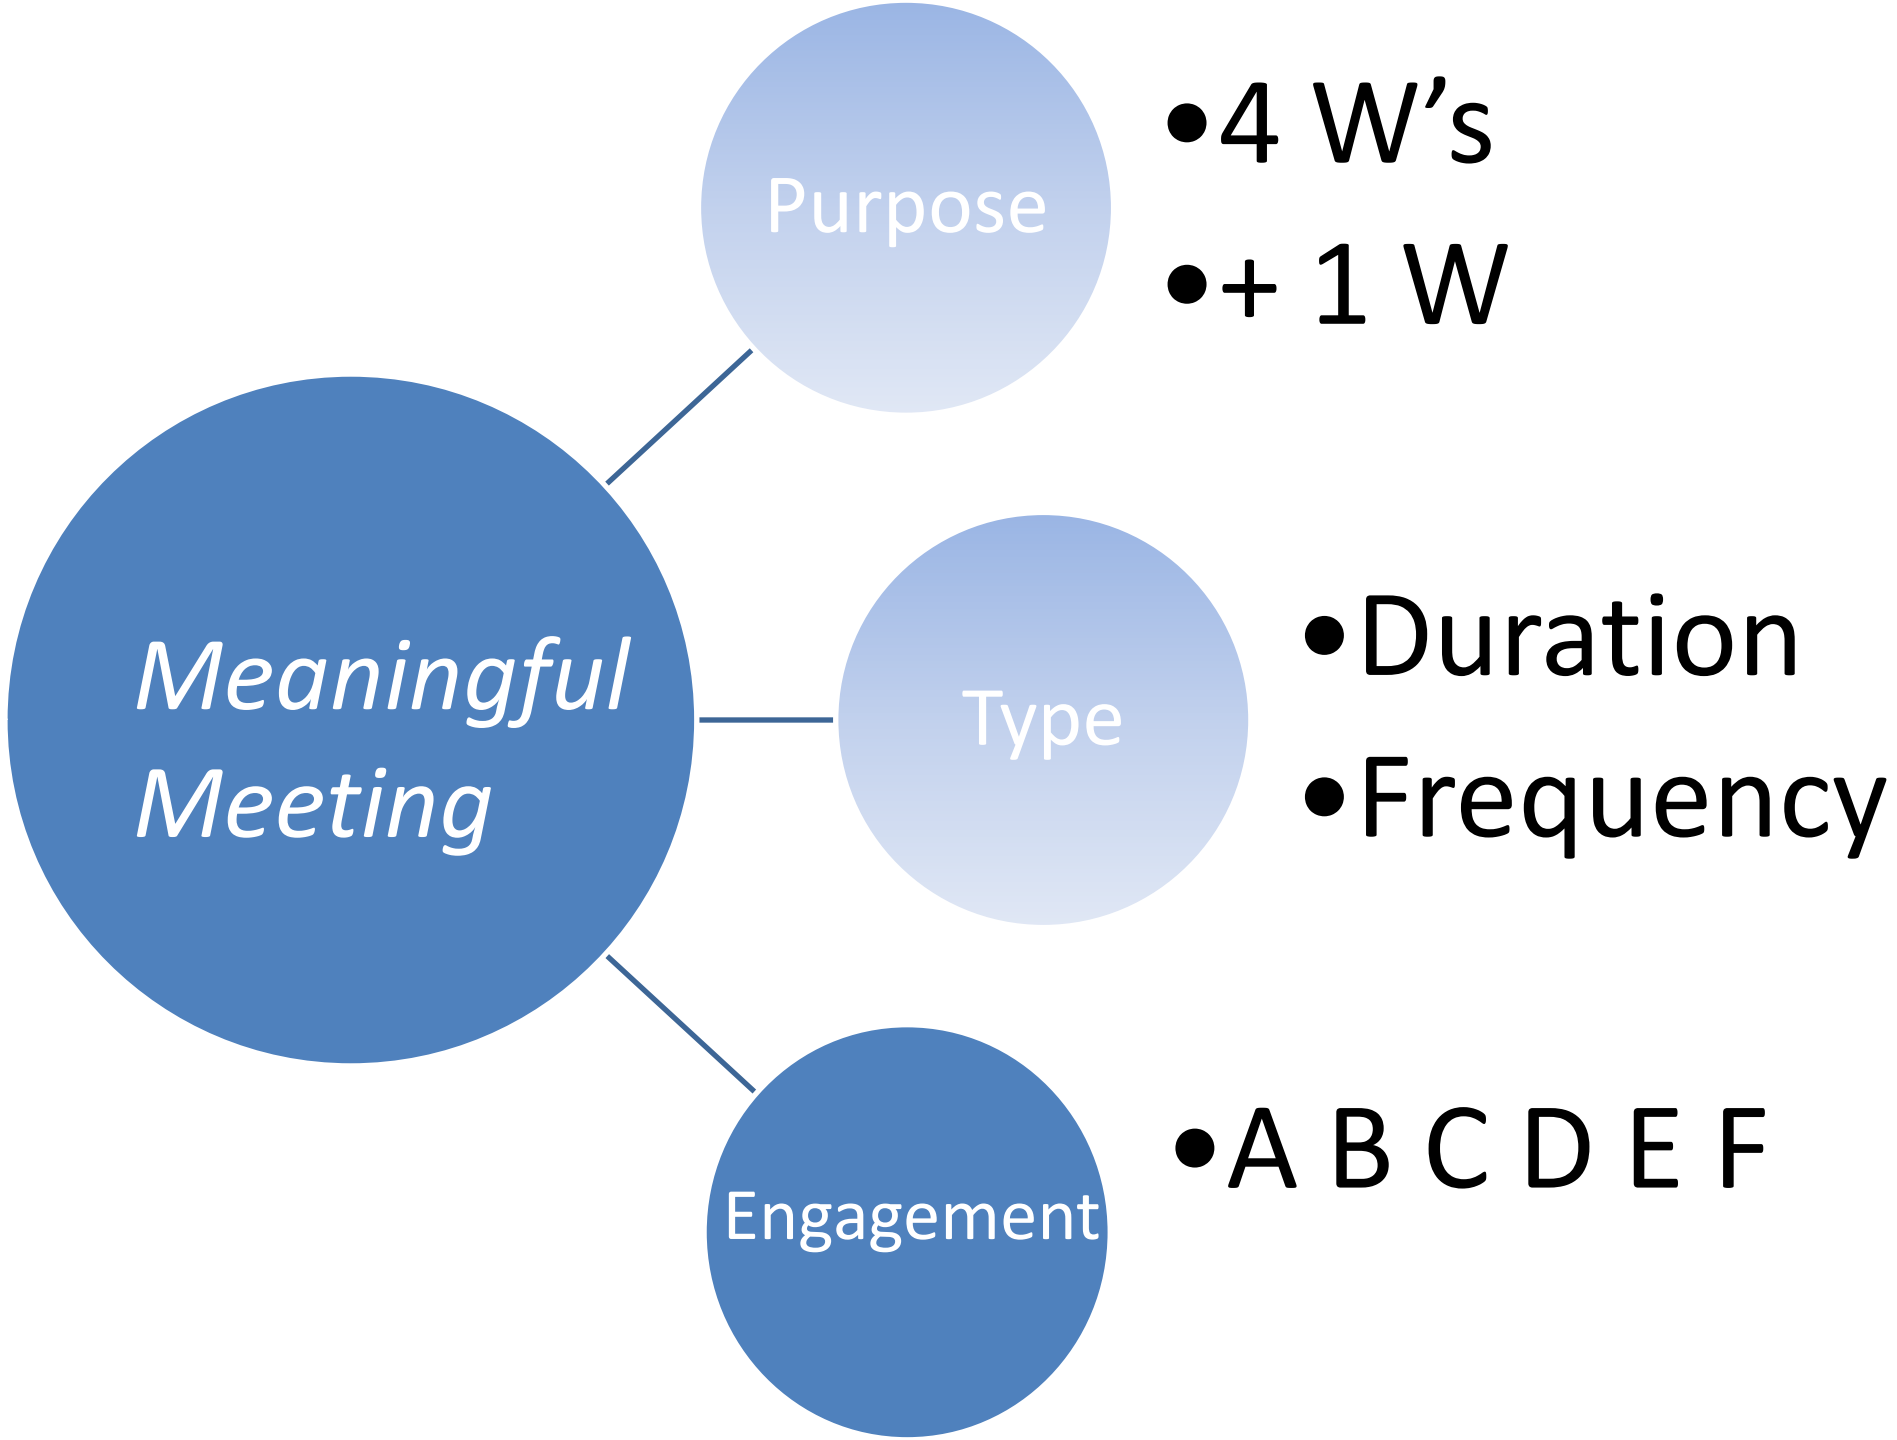 Meaningful
Meeting
Purpose
•4 W’s
•+ 1 W
Type
•Duration
•Frequency
Engagement
•A B C D E F